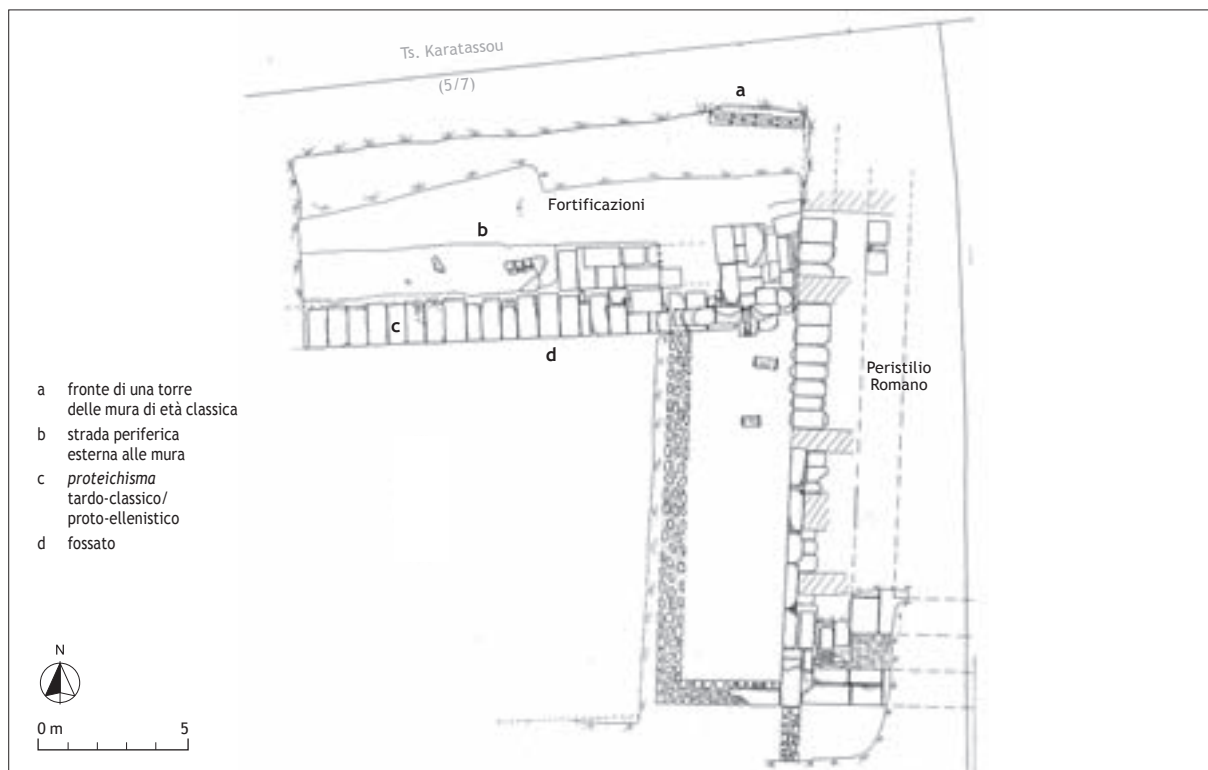 Ts. Karatassou
(5/7)
a
Fortificazioni
b
c
d
Peristilio
Romano
a fronte di una torre
delle mura di età classica
b strada periferica
esterna alle mura
c proteichisma
tardo-classico/
proto-ellenistico
d fossato
N
0 m 5